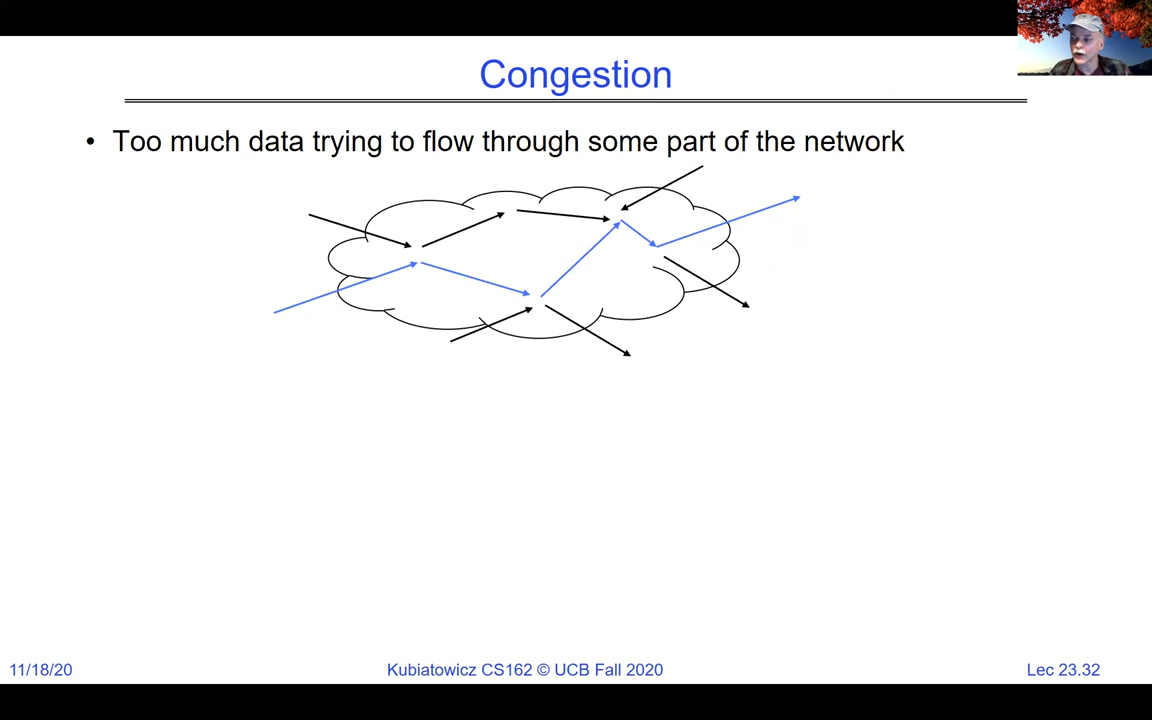 Congestion
• Too much data trying to flow through some part of the network
11/18/20
Kubiatowicz CS162 © UCB Fall 2020
Lec 23.32